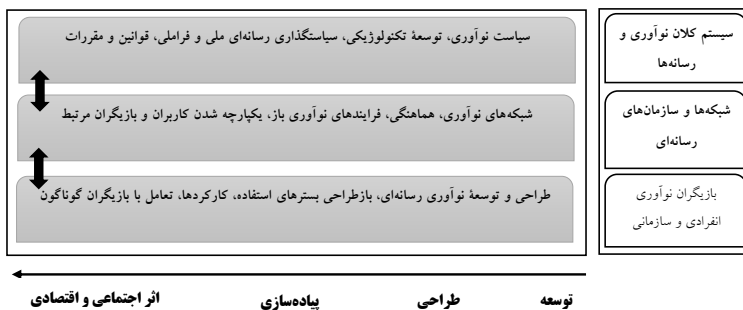 سیستم کلان نوآوری و
رسانه‌ها
سیاست نوآوری، توسعۀ تکنولوژیکی، سیاستگذاری رسانه‌ای ملی و فراملی، قوانین و مقررات
شبکه‌ها و سازمان‌های
رسانه‌ای
شبکه‌های نوآوری، هماهنگی، فرایندهای نوآوری باز، یکپارچه شدن کاربران و بازیگران مرتبط
بازیگران نوآوری
انفرادی و سازمانی
طراحی و توسعۀ نوآوری رسانه‌ای، بازطراحی بسترهای استفاده، کارکردها، تعامل با بازیگران گوناگون
توسعه طراحی پیاده‌سازی اثر اجتماعی و اقتصادی